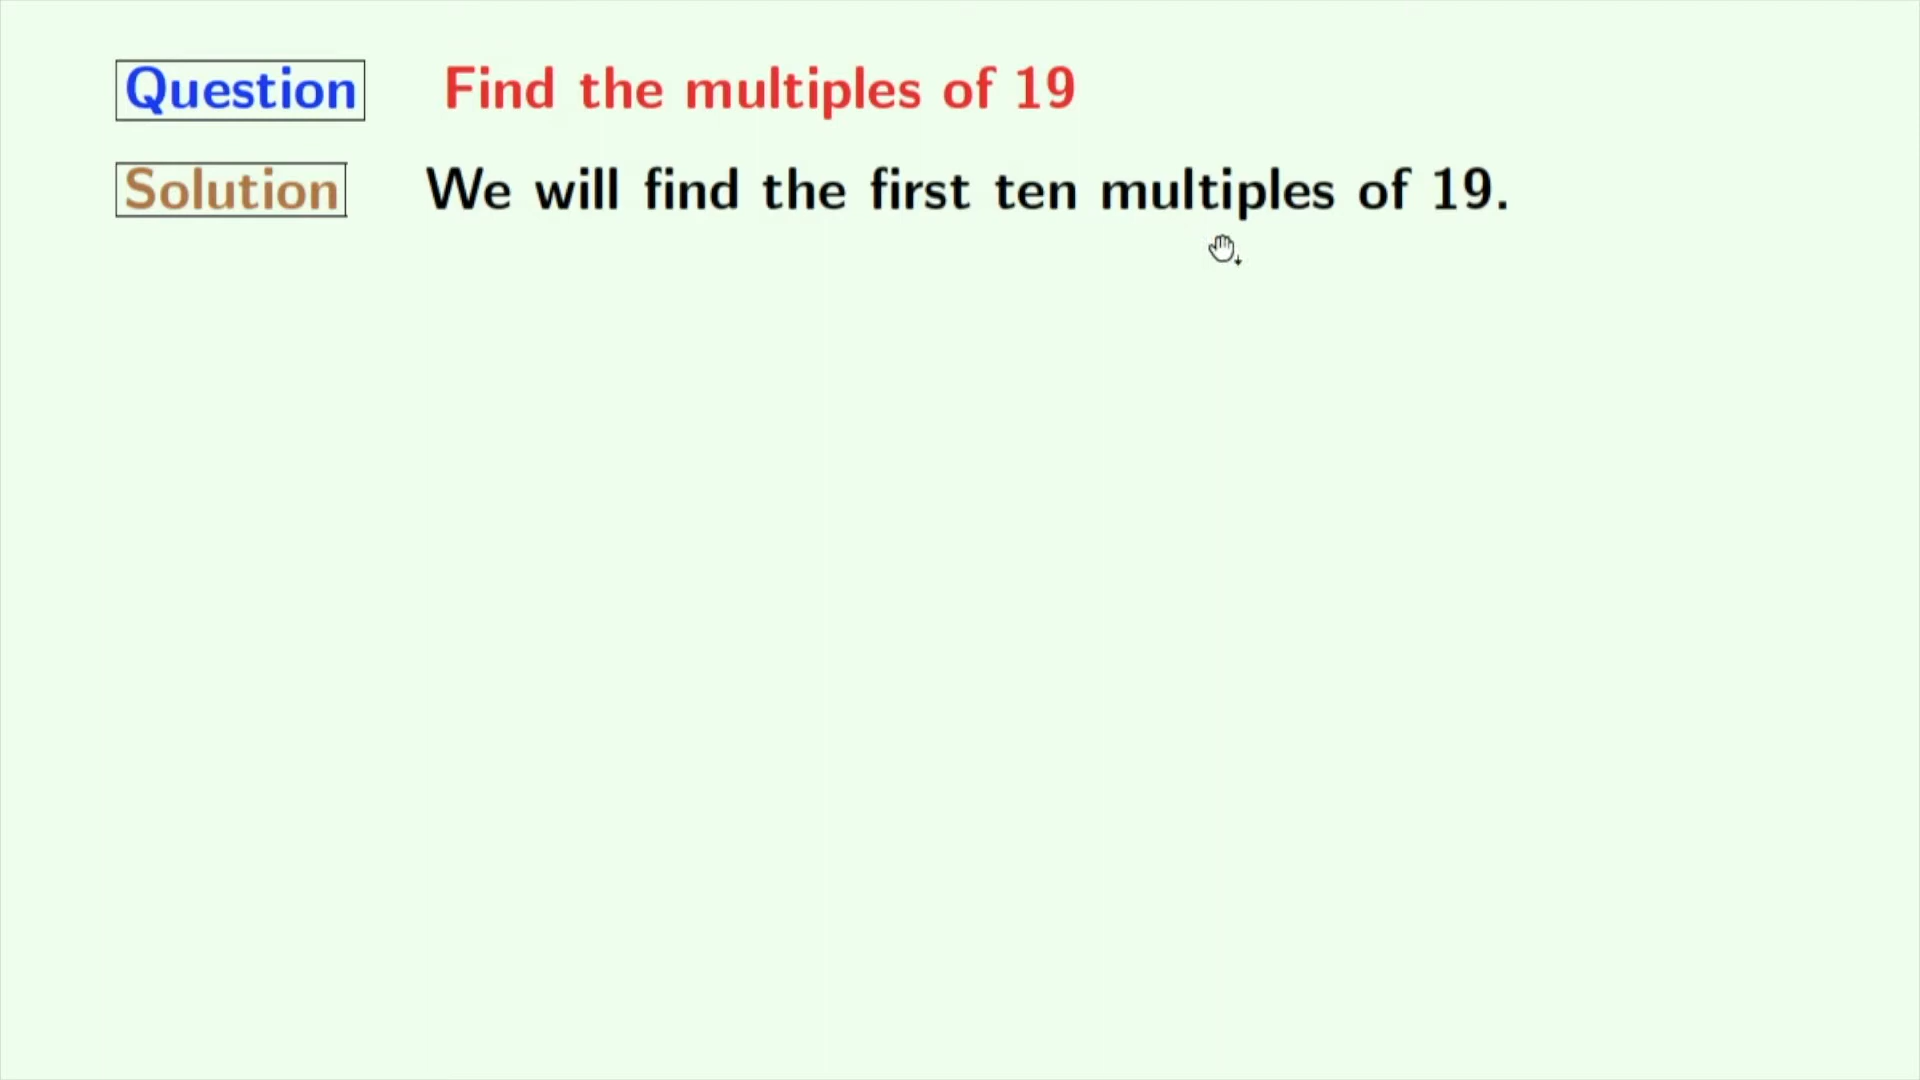 Question Find the multiples of 19
Solution We will find the first ten multiples of 19.